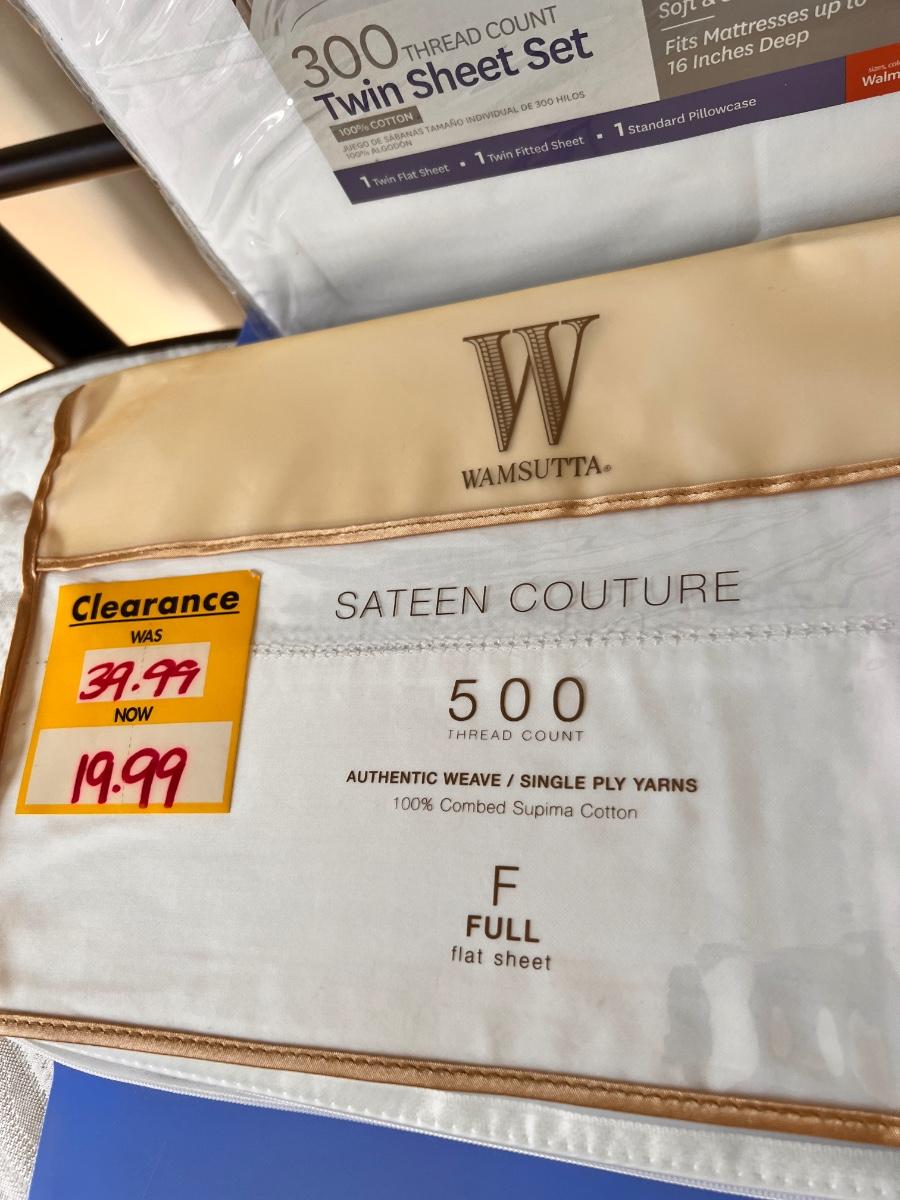 300 THREAD COUNT
Twin Sheet Set
100% COTTON
JUEGO DE SÁBANAS TAMAÑO INDIVIDUAL DE 300 HILOS
100% ALGODÓN
1 Twin Flat Sheet • 1 Twin Fitted Sheet • 1 Standard Pillowcase
Soft &
Fits Mattresses up to
16 Inches Deep
W
WAMSUTTA®
SATEEN COUTURE
Clearance
WAS
39.99
NOW
19.99
500
THREAD COUNT
AUTHENTIC WEAVE / SINGLE PLY YARNS
100% Combed Supima Cotton
F
FULL
flat sheet